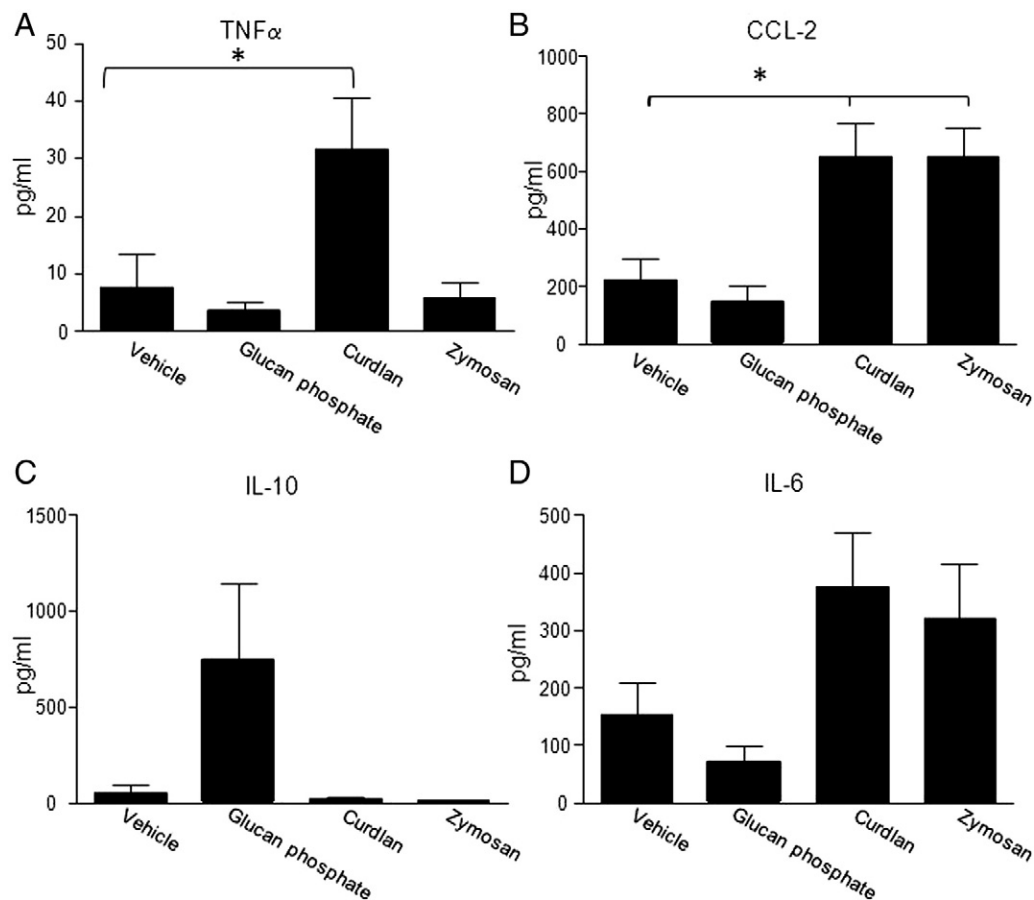 A
TNFα
50
40
30
20
10
0
pg/ml
*
Vehicle
Glucan phosphate
Curdlan
Zymosan
B
CCL-2
1000
800
600
400
200
0
pg/ml
*
Vehicle
Glucan phosphate
Curdlan
Zymosan
C
IL-10
1500
1000
500
0
pg/ml
Vehicle
Glucan phosphate
Curdlan
Zymosan
D
IL-6
500
400
300
200
100
0
pg/ml
Vehicle
Glucan phosphate
Curdlan
Zymosan